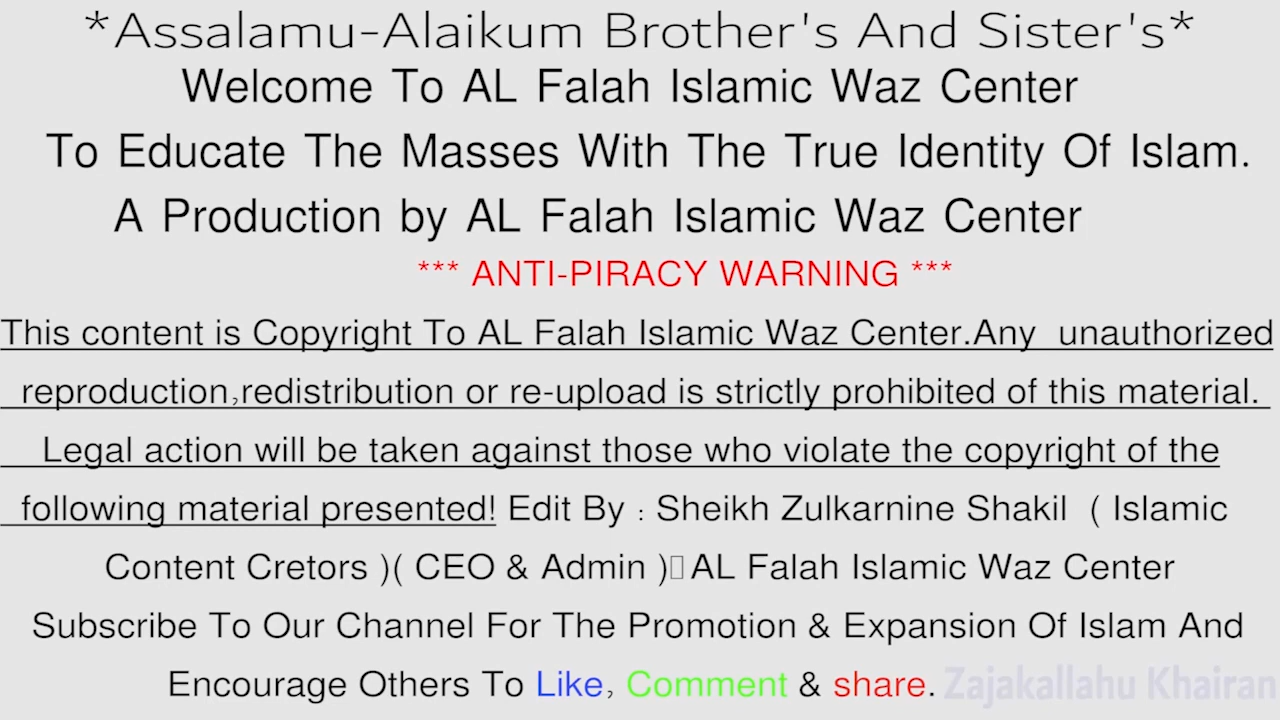 *Assalamu-Alaikum Brother's And Sister's*
Welcome To AL Falah Islamic Waz Center
To Educate The Masses With The True Identity Of Islam.
A Production by AL Falah Islamic Waz Center
*** ANTI-PIRACY WARNING ***
This content is Copyright To AL Falah Islamic Waz Center.Any  unauthorized
reproduction,redistribution or re-upload is strictly prohibited of this material.
Legal action will be taken against those who violate the copyright of the
following material presented! Edit By : Sheikh Zulkarnine Shakil  ( Islamic
Content Cretors )( CEO & Admin )▯AL Falah Islamic Waz Center
Subscribe To Our Channel For The Promotion & Expansion Of Islam And
Encourage Others To Like, Comment & share. Zajakallahu Khairan